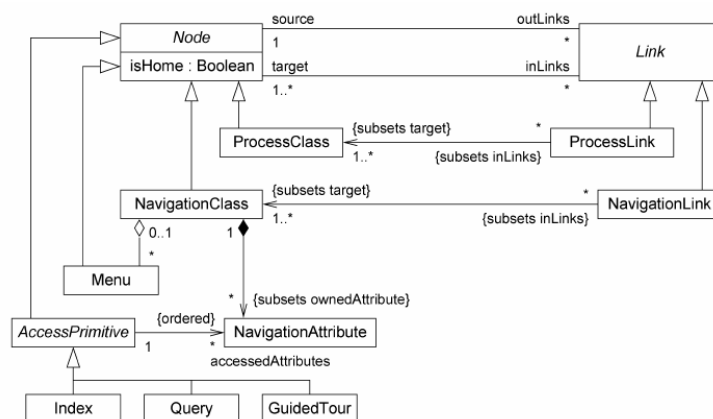 source outLinks
Node
1 *
Link
isHome : Boolean
target inLinks
1..* *
{subsets target} *
ProcessClass ProcessLink
1..* {subsets inLinks}
{subsets target} *
NavigationClass NavigationLink
1..* {subsets inLinks}
0..1 1
*
Menu
* {subsets ownedAttribute}
{ordered}
AccessPrimitive NavigationAttribute
1 *
accessedAttributes
Index Query GuidedTour